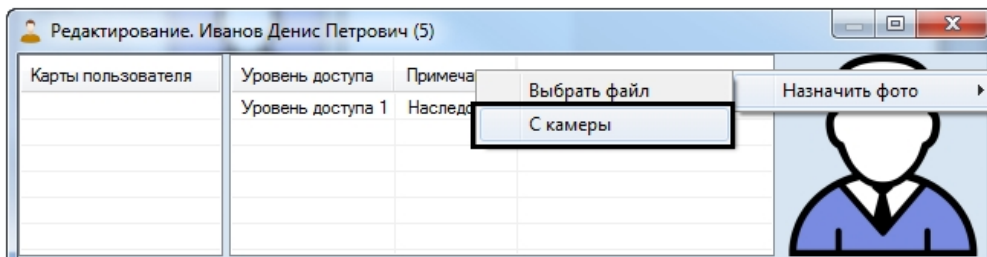 Редактирование. Иванов Денис Петрович (5)
Карты пользователя Уровень доступа Выбрать файл Назначить фото
Уровень доступа 1 С камеры